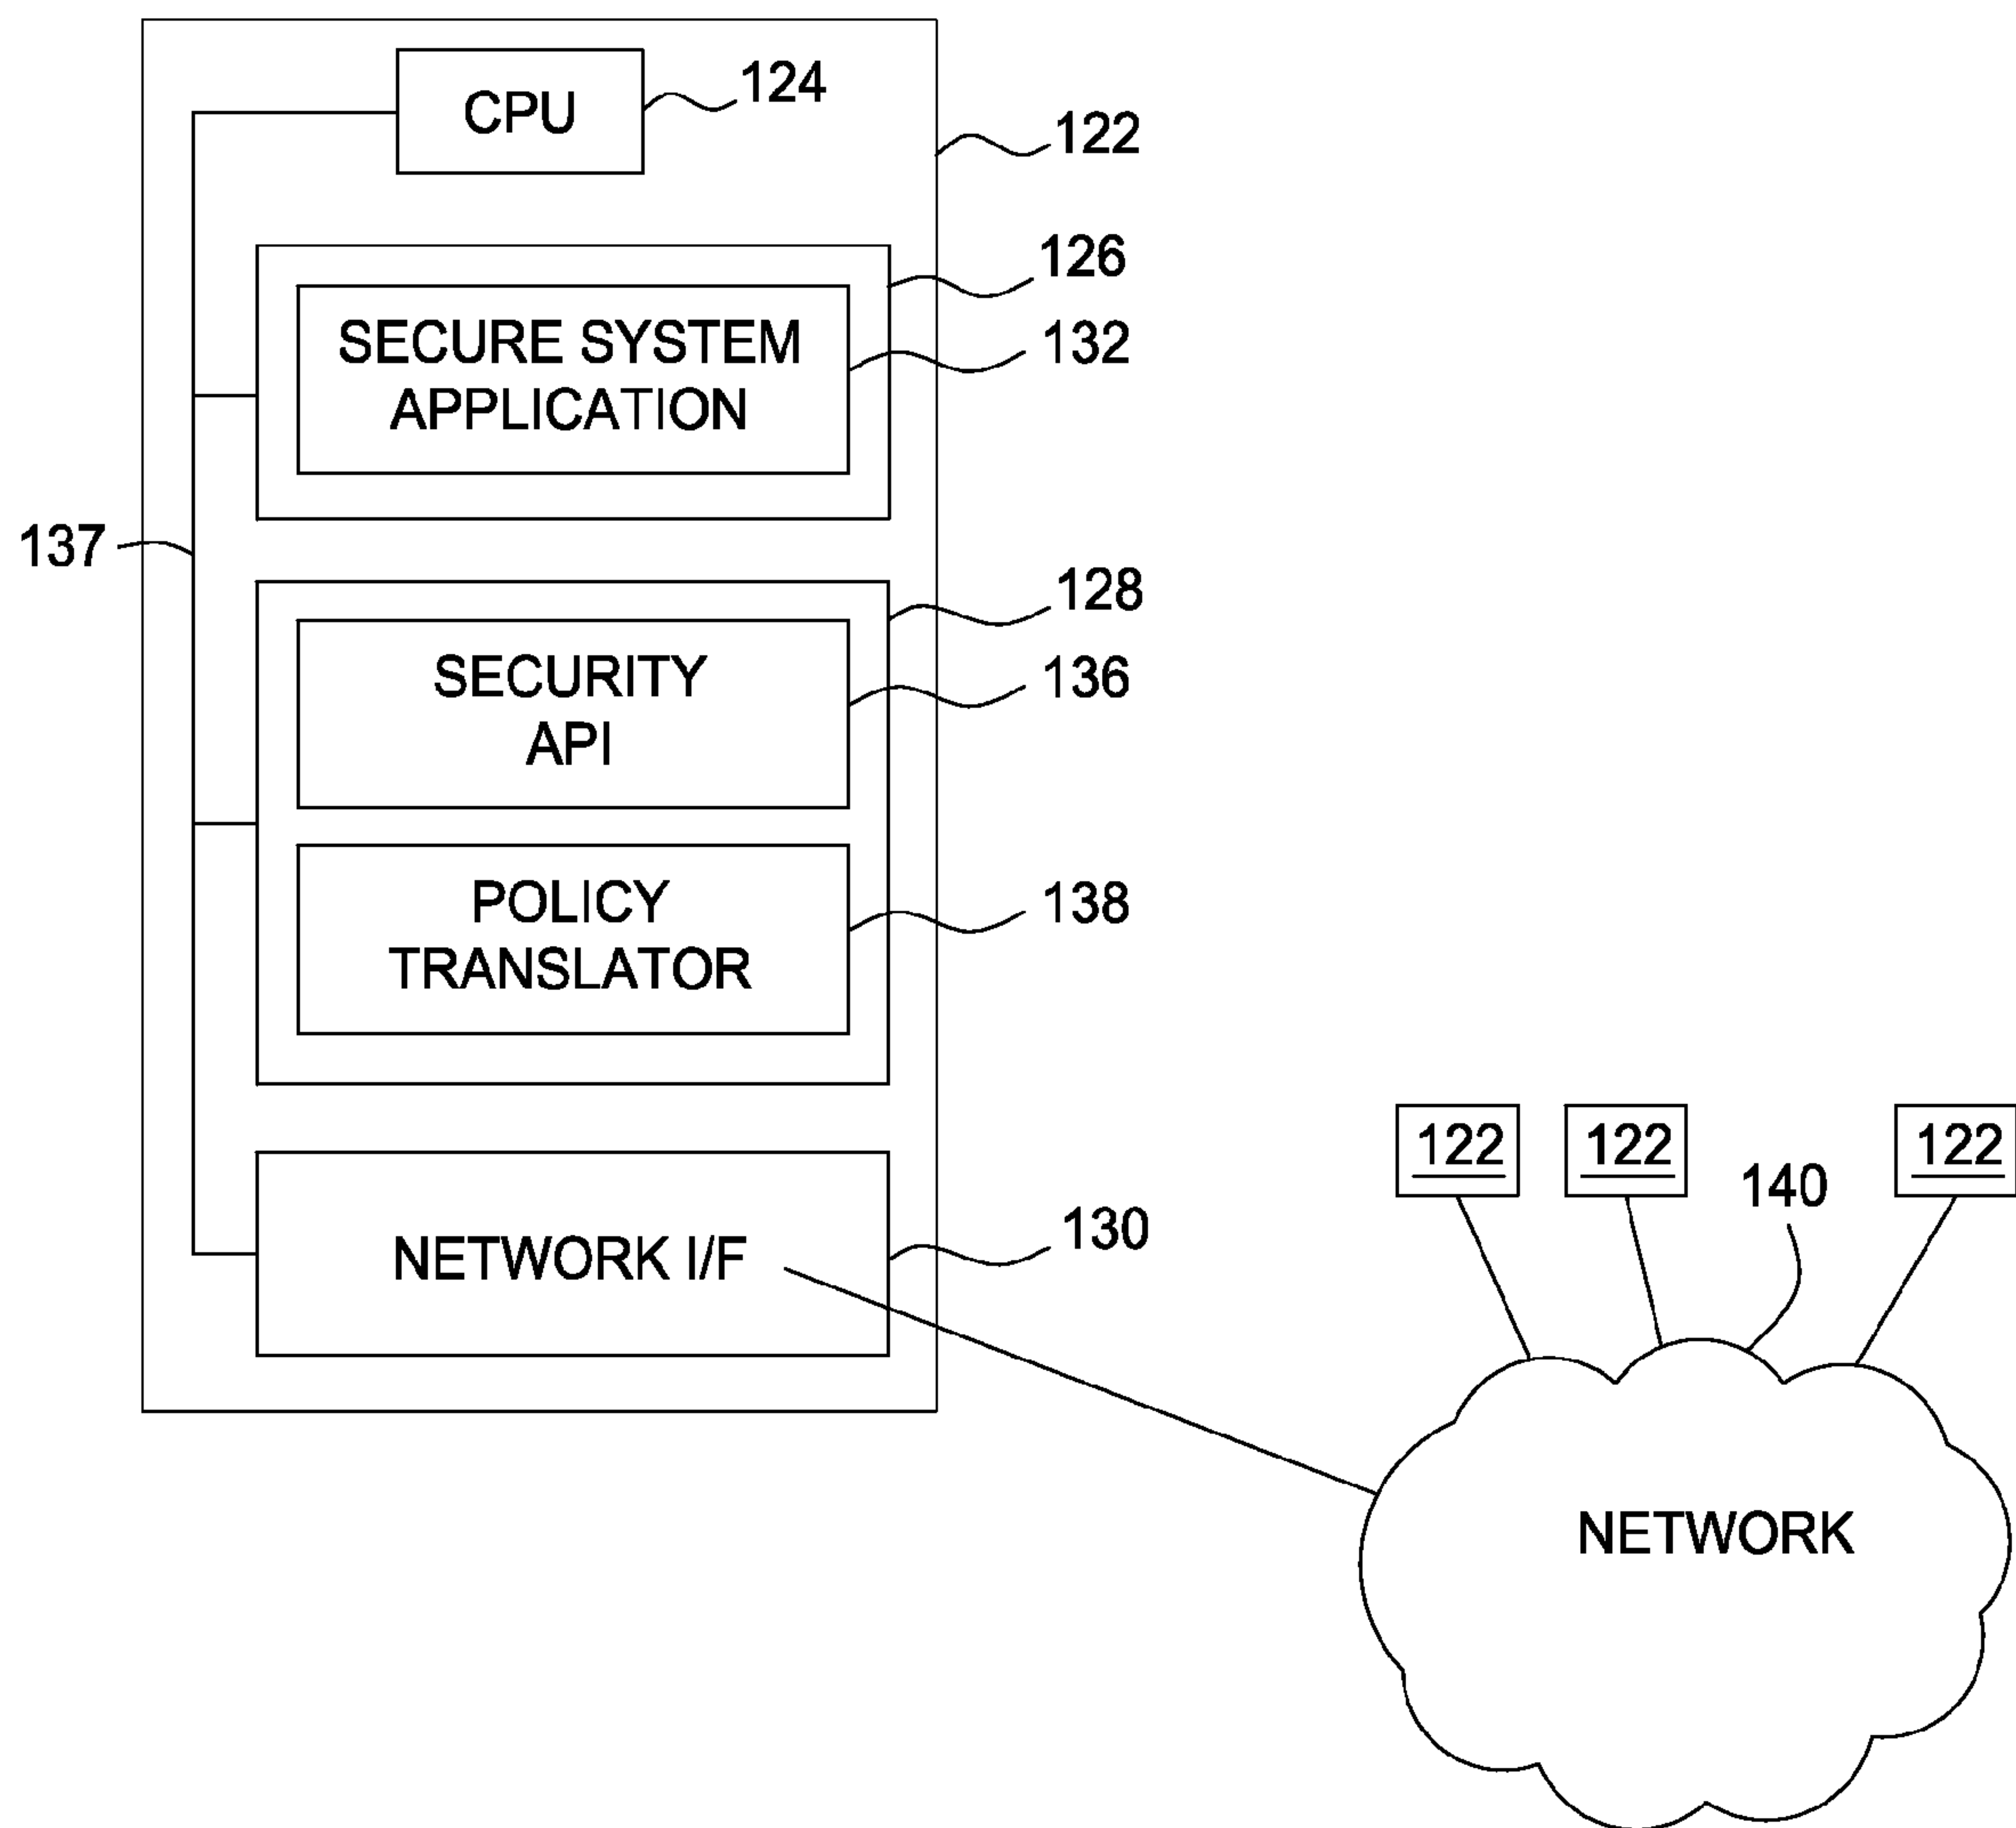 CPU
124
122
126
SECURE SYSTEM
APPLICATION
132
137
128
SECURITY
API
136
POLICY
TRANSLATOR
138
NETWORK I/F
130
122
122
122
140
NETWORK